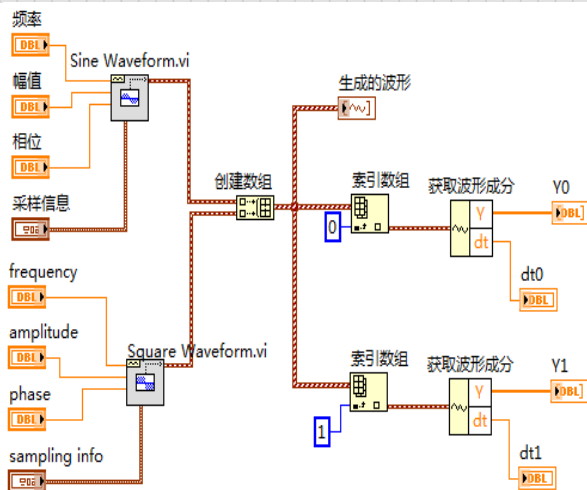 频率
DBL
Sine Waveform.vi
幅值
DBL
相位
DBL
采样信息
生成的波形
创建数组
索引数组
0
获取波形成分
Y
dt
Y0
DBL
dt0
DBL
frequency
DBL
amplitude
DBL
Square Waveform.vi
phase
DBL
sampling info
索引数组
1
获取波形成分
Y
dt
Y1
DBL
dt1
DBL